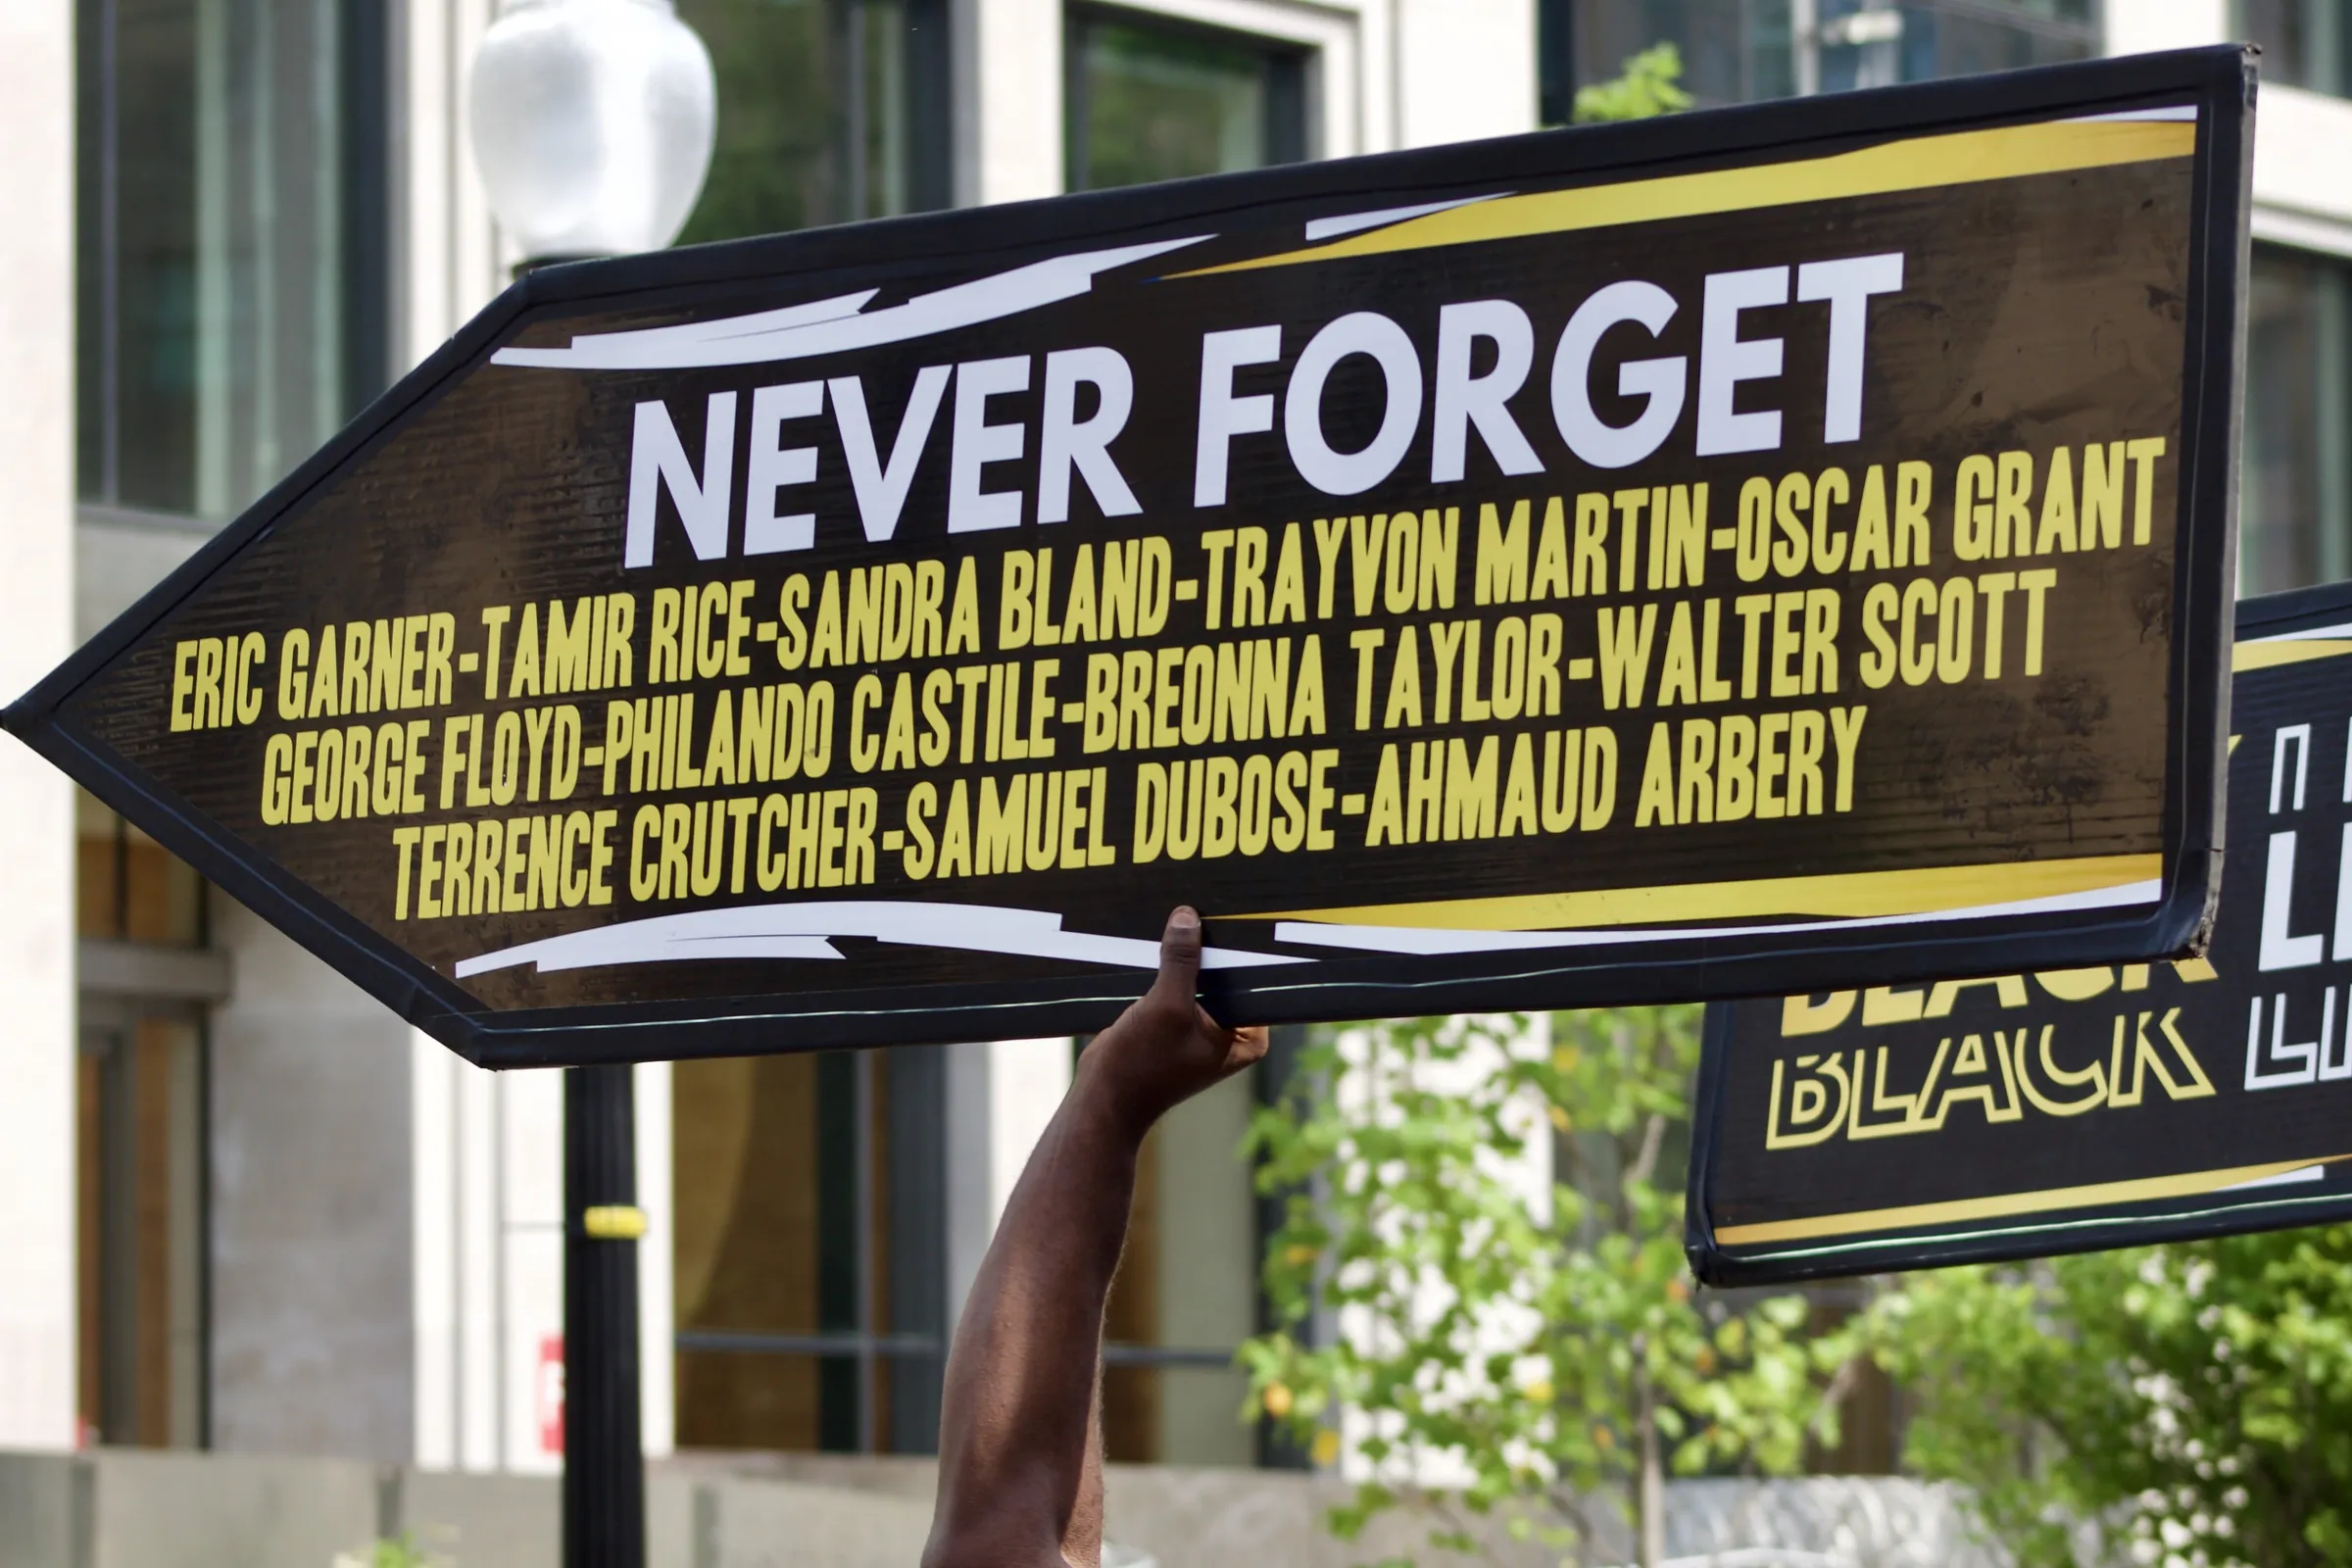 NEVER FORGET
ERIC GARNER-TAMIR RICE-SANDRA BLAND-TRAYVON MARTIN-OSCAR GRANT
GEORGE FLOYD-PHILANDO CASTILE-BREONNA TAYLOR-WALTER SCOTT
TERRENCE CRUTCHER-SAMUEL DUBOSE-AHMAUD ARBERY
BLACK
BLACK